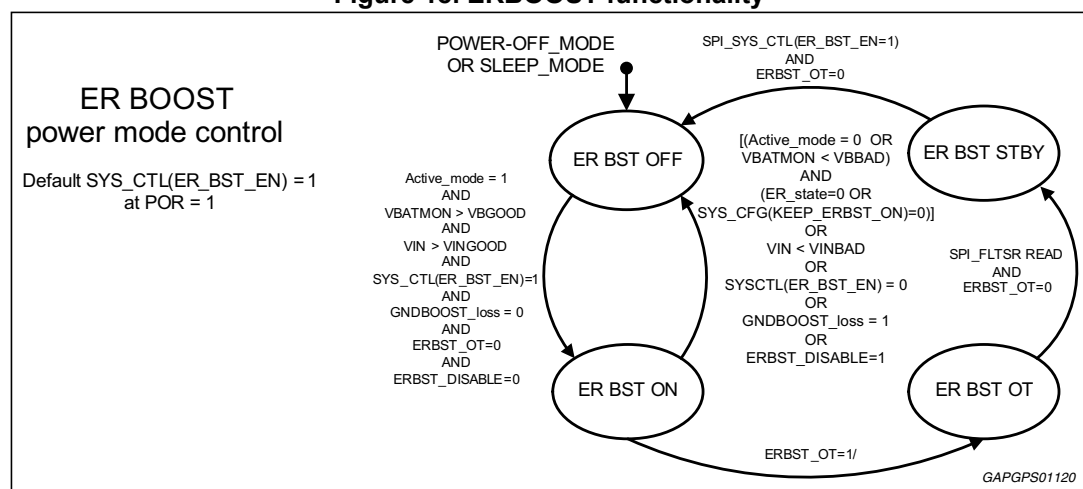 Figure 18. ERBOOST functionality
ER BOOST
power mode control
Default SYS_CTL(ER_BST_EN) = 1
at POR = 1
POWER-OFF_MODE
OR SLEEP_MODE
SPI_SYS_CTL(ER_BST_EN=1)
AND
ERBST_OT=0
ER BST OFF
ER BST STBY
Active_mode = 1
AND
VBATMON > VBGOOD
AND
VIN > VINGOOD
AND
SYS_CTL(ER_BST_EN)=1
AND
GNDBOOST_loss = 0
AND
ERBST_OT=0
AND
ERBST_DISABLE=0
[(Active_mode = 0 OR
VBATMON < VBBAD)
AND
(ER_state=0 OR
SYS_CFG(KEEP_ERBST_ON)=0)]
OR
VIN < VINBAD
OR
SYSCTL(ER_BST_EN) = 0
OR
GNDBOOST_loss = 1
OR
ERBST_DISABLE=1
SPI_FLTSR READ
AND
ERBST_OT=0
ER BST ON
ER BST OT
ERBST_OT=1/
GAPGPS01120